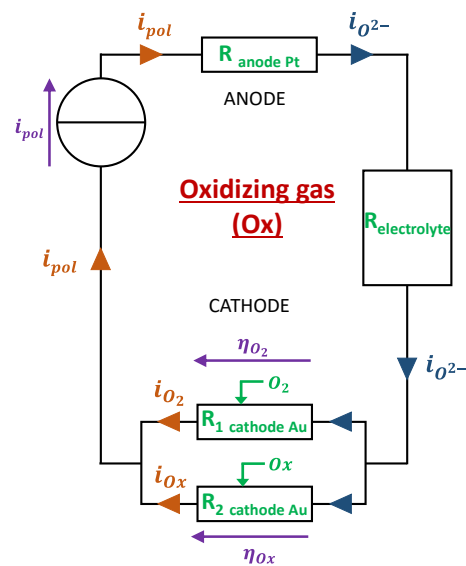 i_pol
i_O²⁻
R anode Pt
ANODE
i_pol
Oxidizing gas
(Ox)
R electrolyte
i_pol
CATHODE
η_O₂
i_O²⁻
O₂
i_O₂
R₁ cathode Au
Ox
i_Ox
R₂ cathode Au
η_Ox